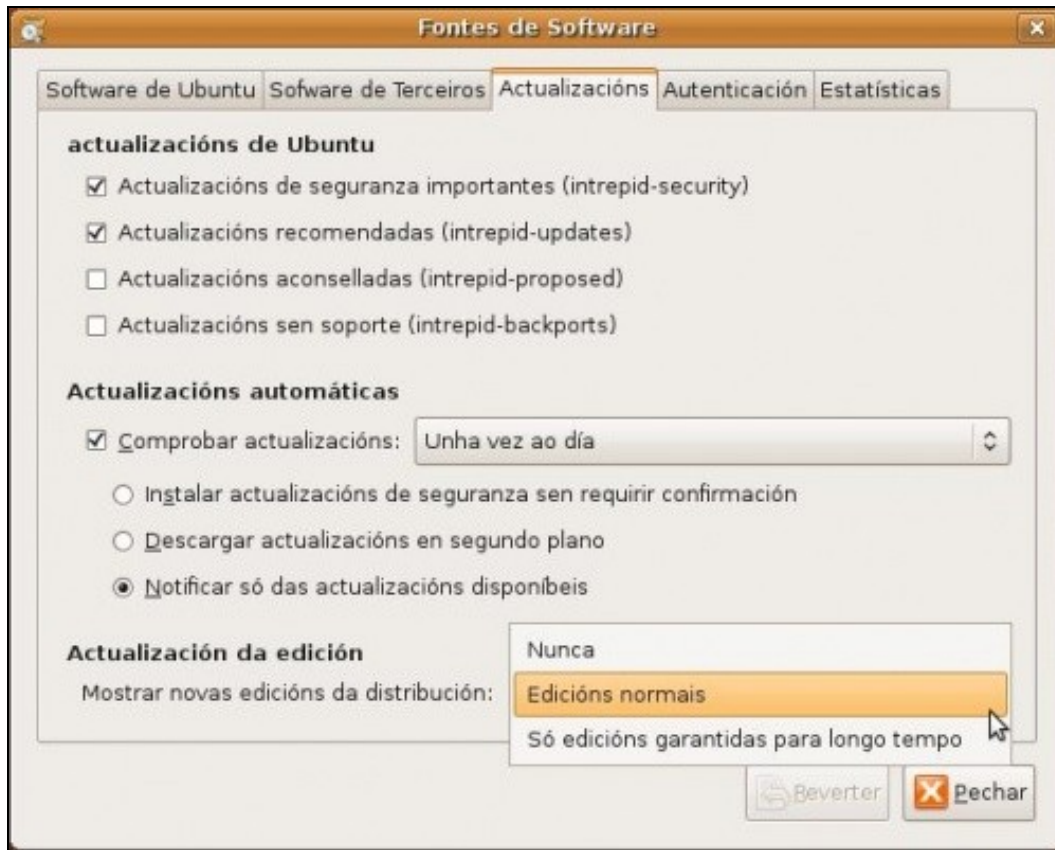 Fontes de Software
Software de Ubuntu Sofware de Terceiros Actualizacións Autenticación Estatísticas
actualizacións de Ubuntu
Actualizacións de seguranza importantes (intrepid-security)
Actualizacións recomendadas (intrepid-updates)
Actualizacións aconselladas (intrepid-proposed)
Actualizacións sen soporte (intrepid-backports)
Actualizacións automáticas
Comprobar actualizacións: Unha vez ao día
Instalar actualizacións de seguranza sen requirir confirmación
Descargar actualizacións en segundo plano
Notificar só das actualizacións disponíbeis
Actualización da edición
Nunca
Mostrar novas edicións da distribución: Edicións normais
Só edicións garantidas para longo tempo
Reverter Pechar